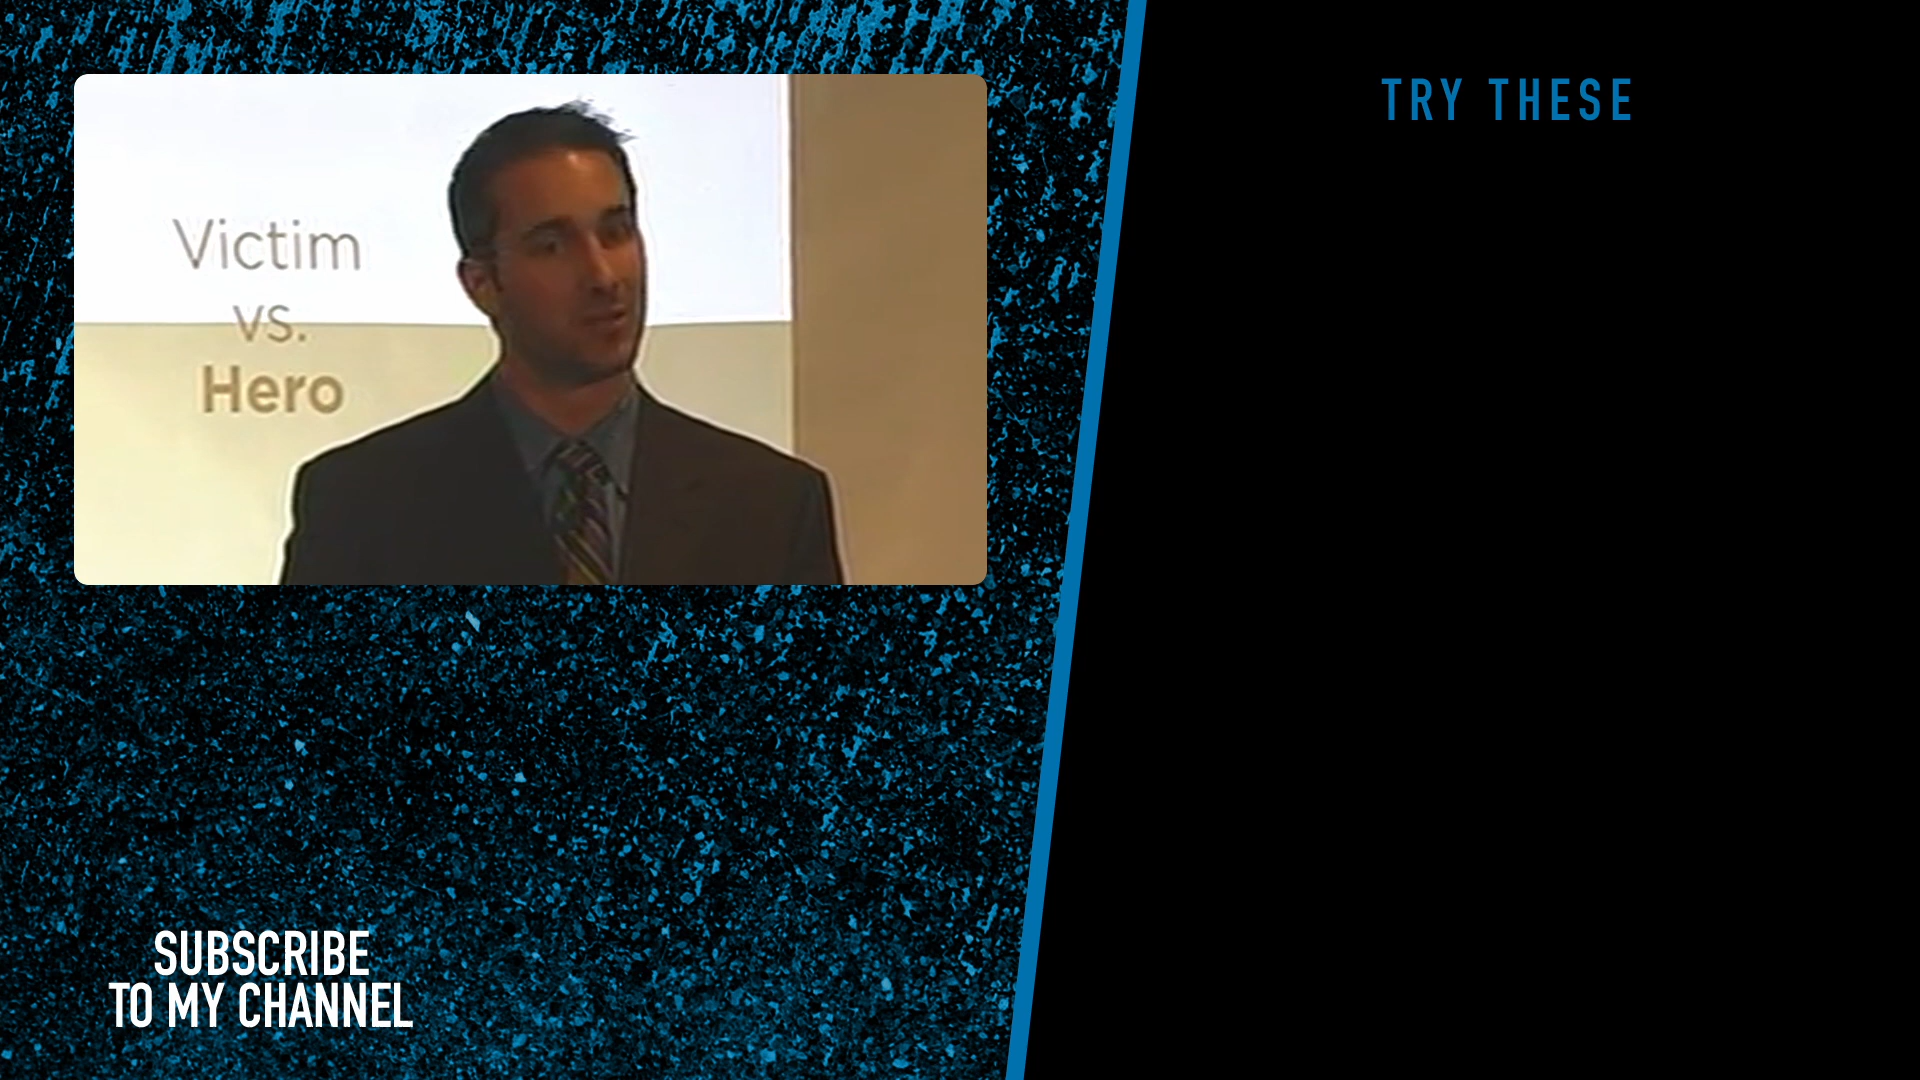 Victim
vs.
Hero
TRY THESE
SUBSCRIBE
TO MY CHANNEL